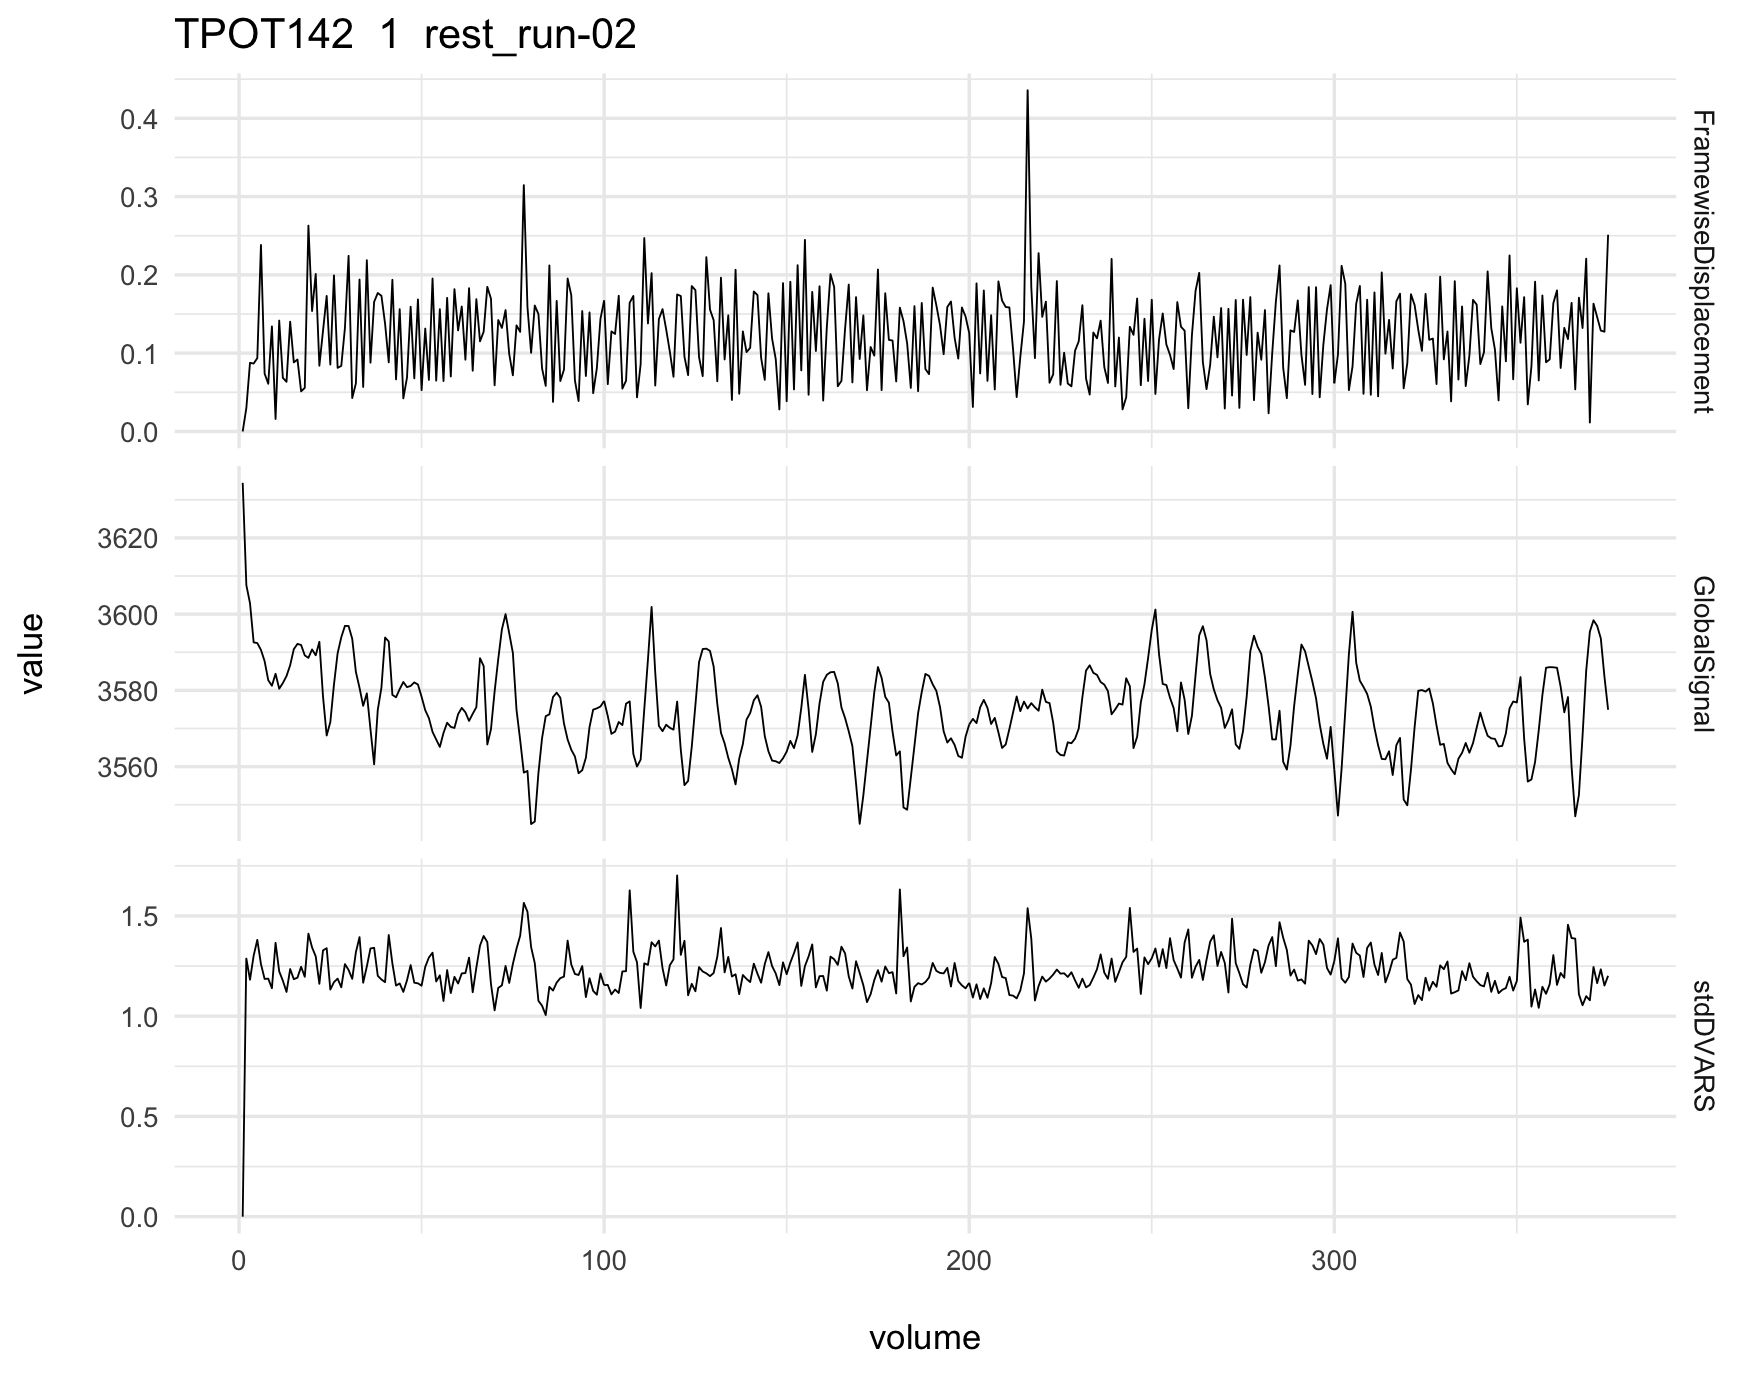 TPOT142 1 rest_run-02
0.4
0.3
0.2
0.1
0.0
FramewiseDisplacement
3620
3600
3580
3560
GlobalSignal
1.5
1.0
0.5
0.0
stdDVARS
value
0 100 200 300
volume